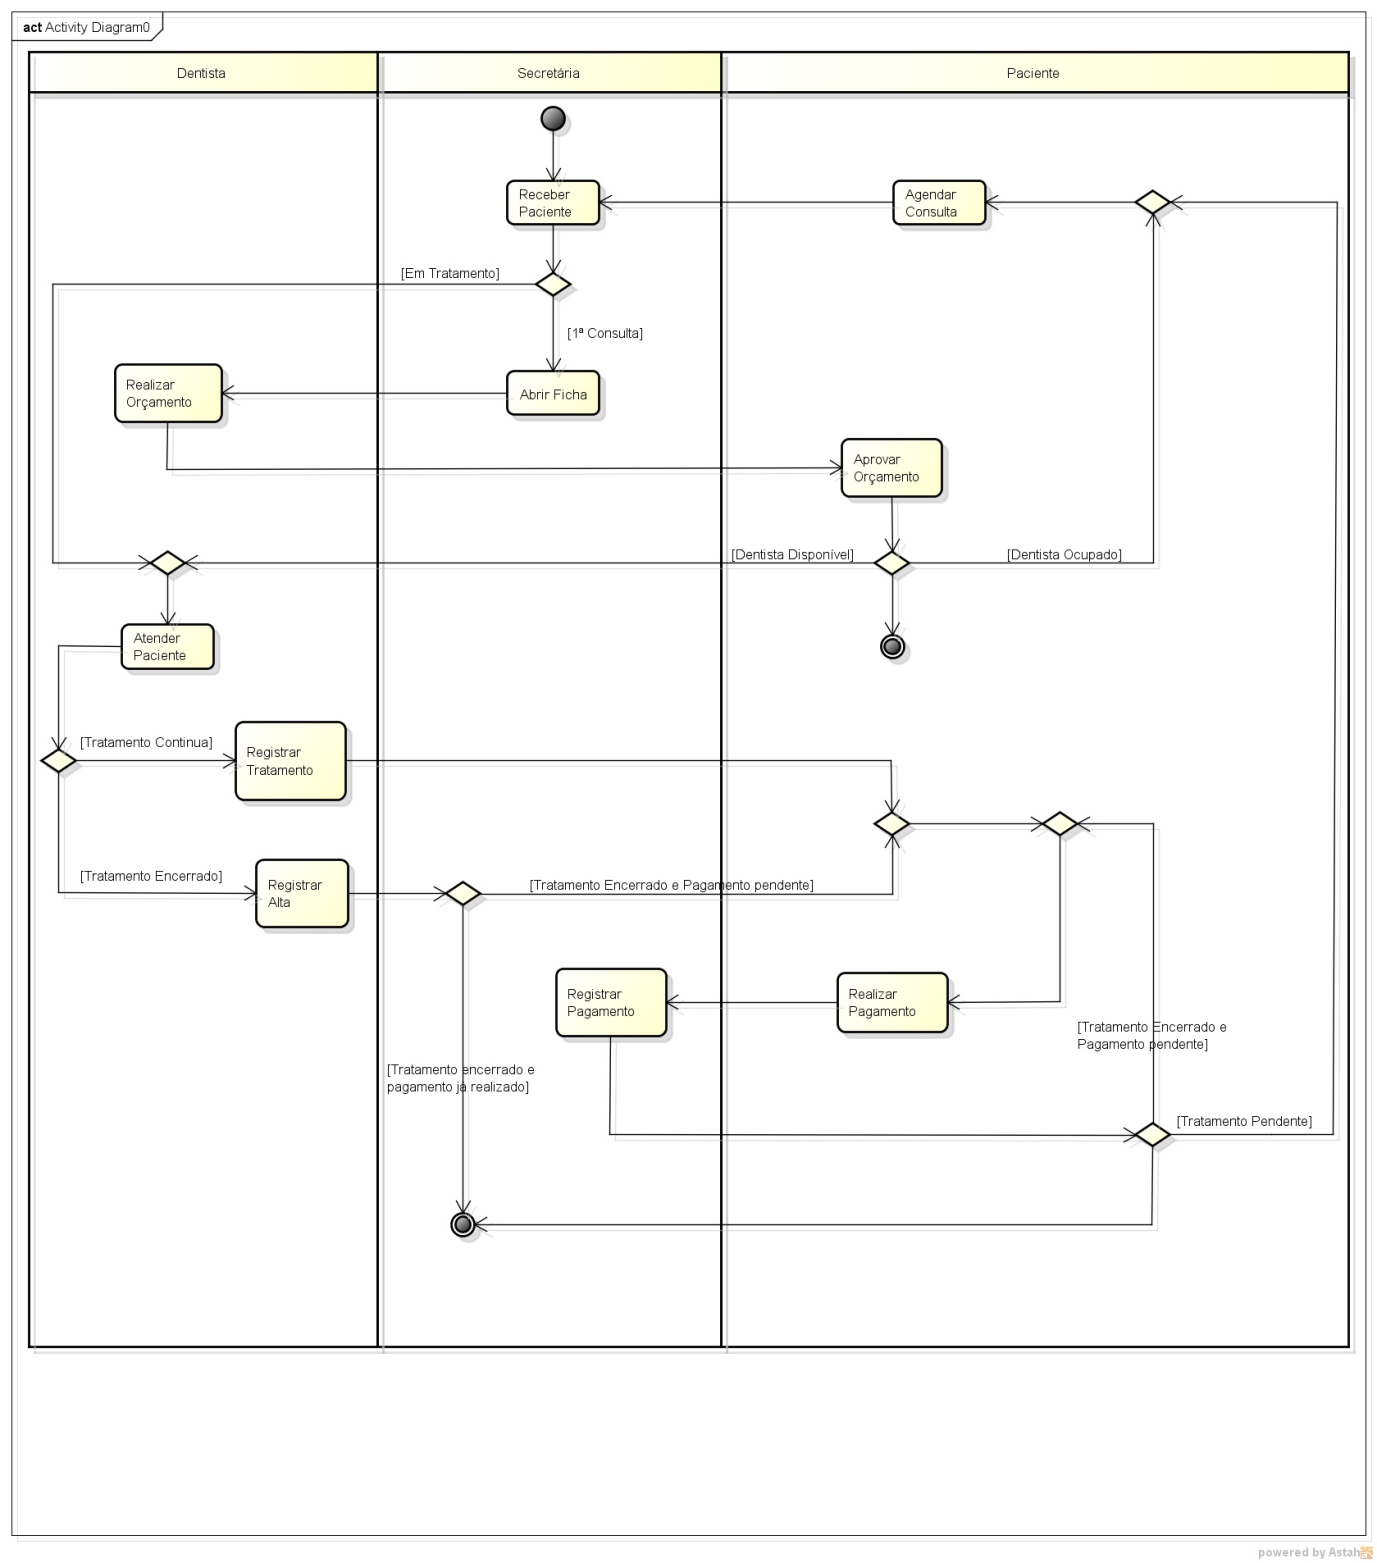 act Activity Diagram0
Dentista
Secretária
Paciente
Receber
Paciente
Agendar
Consulta
[Em Tratamento]
[1ª Consulta]
Realizar
Orçamento
Abrir Ficha
Aprovar
Orçamento
[Dentista Disponível]
[Dentista Ocupado]
Atender
Paciente
[Tratamento Continua]
Registrar
Tratamento
[Tratamento Encerrado]
Registrar
Alta
[Tratamento Encerrado e Pagamento pendente]
Registrar
Pagamento
Realizar
Pagamento
[Tratamento Encerrado e
Pagamento pendente]
[Tratamento encerrado e
pagamento já realizado]
[Tratamento Pendente]
powered by Astah